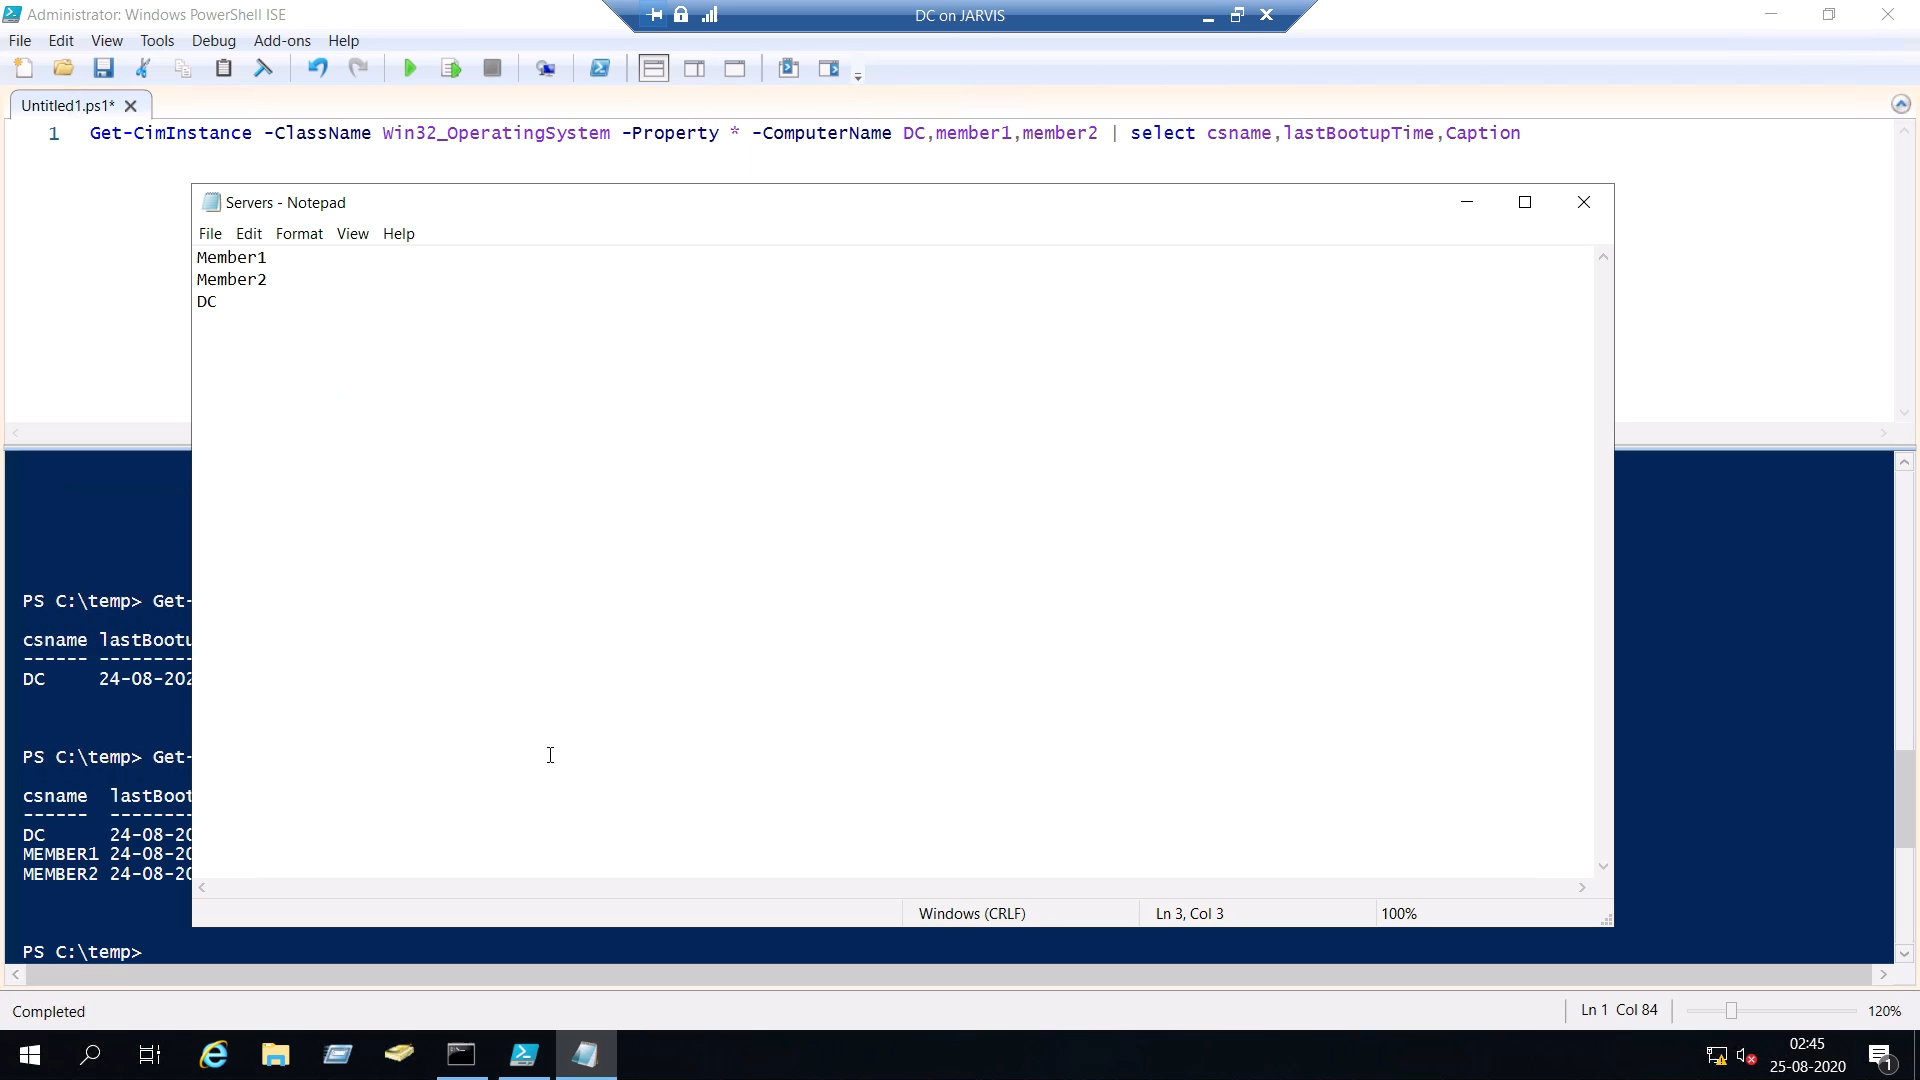 Administrator: Windows PowerShell ISE
DC on JARVIS
File Edit View Tools Debug Add-ons Help
Untitled1.ps1*
1 Get-CimInstance -ClassName Win32_OperatingSystem -Property * -ComputerName DC,member1,member2 | select csname,lastBootupTime,Caption
Servers - Notepad
File Edit Format View Help
Member1
Member2
DC
Windows (CRLF) Ln 3, Col 3 100%
PS C:\temp> Get-
csname lastBootu
------ ---------
DC 24-08-202
PS C:\temp> Get-
csname lastBoot
------ --------
DC 24-08-20
MEMBER1 24-08-20
MEMBER2 24-08-20
PS C:\temp>
Completed
Ln 1 Col 84
120%
02:45
25-08-2020
1